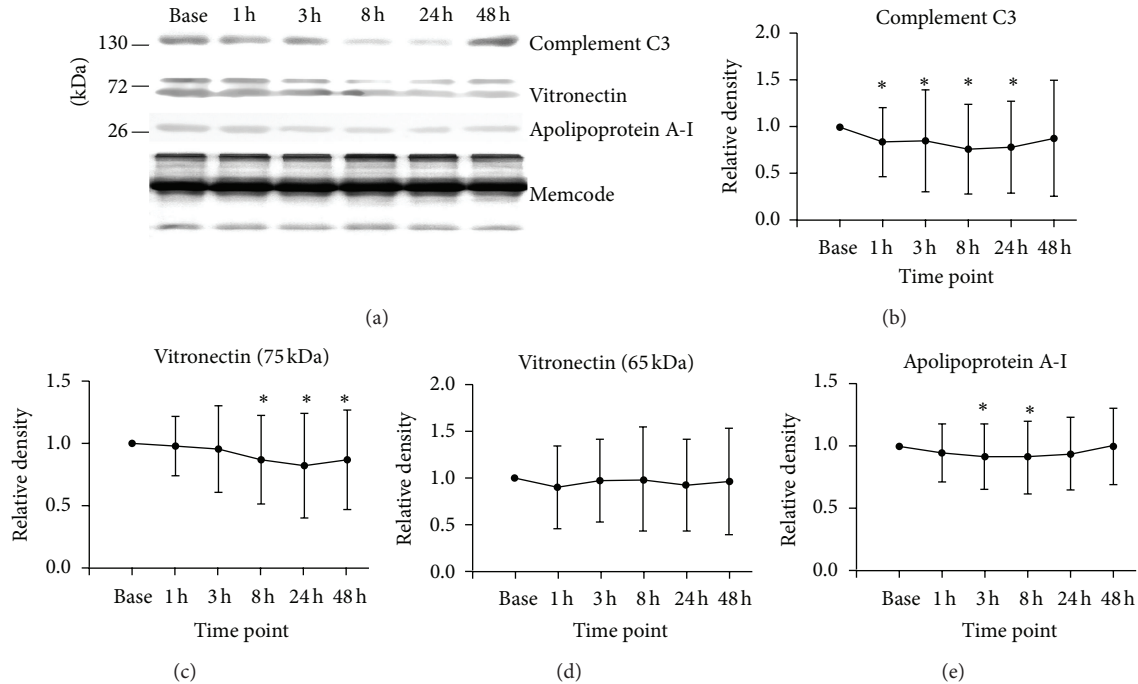 Base 1 h 3 h 8 h 24 h 48 h
(kDa)
130
Complement C3
72
Vitronectin
26
Apolipoprotein A-I
Memcode
(a)
Complement C3
Relative density
2.0
1.5
1.0
0.5
0.0
* * * *
Base 1 h 3 h 8 h 24 h 48 h
Time point
(b)
Vitronectin (75 kDa)
Relative density
1.5
1.0
0.5
0.0
* * *
Base 1 h 3 h 8 h 24 h 48 h
Time point
(c)
Vitronectin (65 kDa)
Relative density
2.0
1.5
1.0
0.5
0.0
Base 1 h 3 h 8 h 24 h 48 h
Time point
(d)
Apolipoprotein A-I
Relative density
1.5
1.0
0.5
0.0
* *
Base 1 h 3 h 8 h 24 h 48 h
Time point
(e)